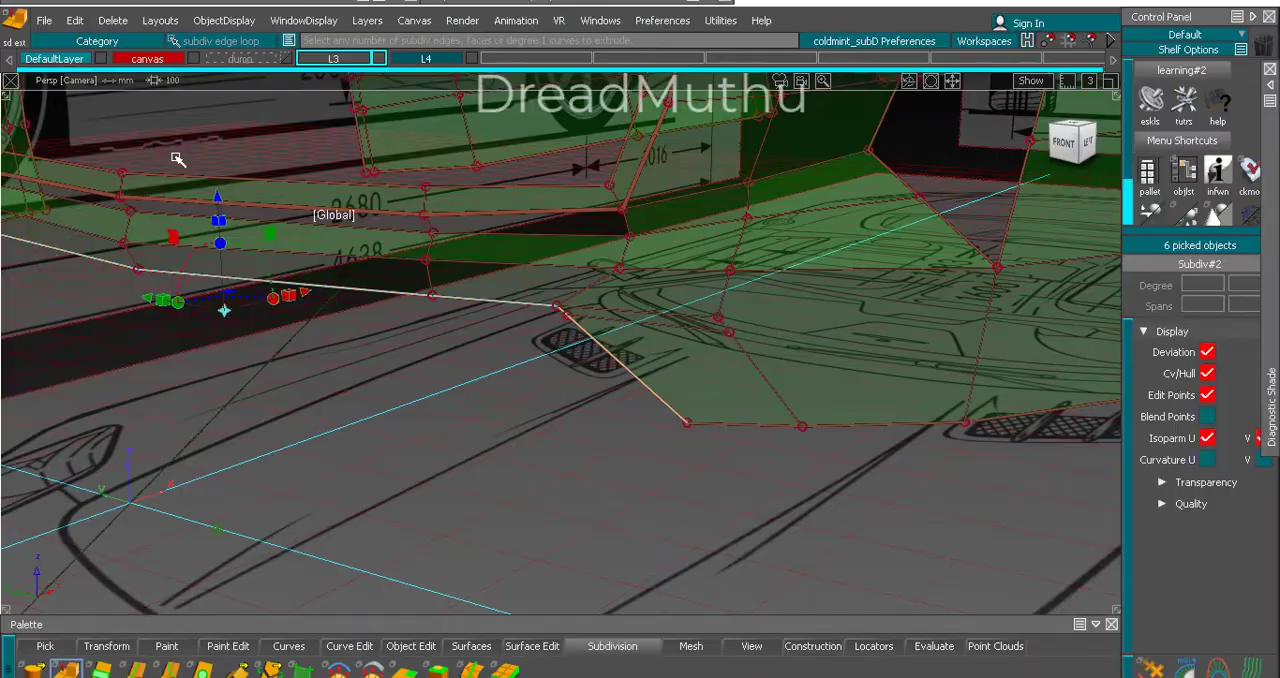 File Edit Delete Layouts ObjectDisplay WindowDisplay Layers Canvas Render Animation VR Windows Preferences Utilities Help
Sign In
Control Panel
Default
Shelf Options
sd ext Category subdiv edge loop Select any number of subdiv edges, faces or degree 1 curves to extrude. coldmint_subD Preferences Workspaces
DefaultLayer canvas dump L3 L4
Persp [Camera] mm 100
Show
3
DreadMuthu
FRONT LEFT
learning#2
eskls tutrs help
Menu Shortcuts
pallet objlst infwn ckmo
[Global]
2680
4628
6 picked objects
Subdiv#2
Degree
Spans
Display
Deviation
Cv/Hull
Edit Points
Blend Points
Isoparm U V
Curvature U V
Transparency
Quality
Diagnostic Shade
z
y
x
z
Palette
Pick Transform Paint Paint Edit Curves Curve Edit Object Edit Surfaces Surface Edit Subdivision Mesh View Construction Locators Evaluate Point Clouds